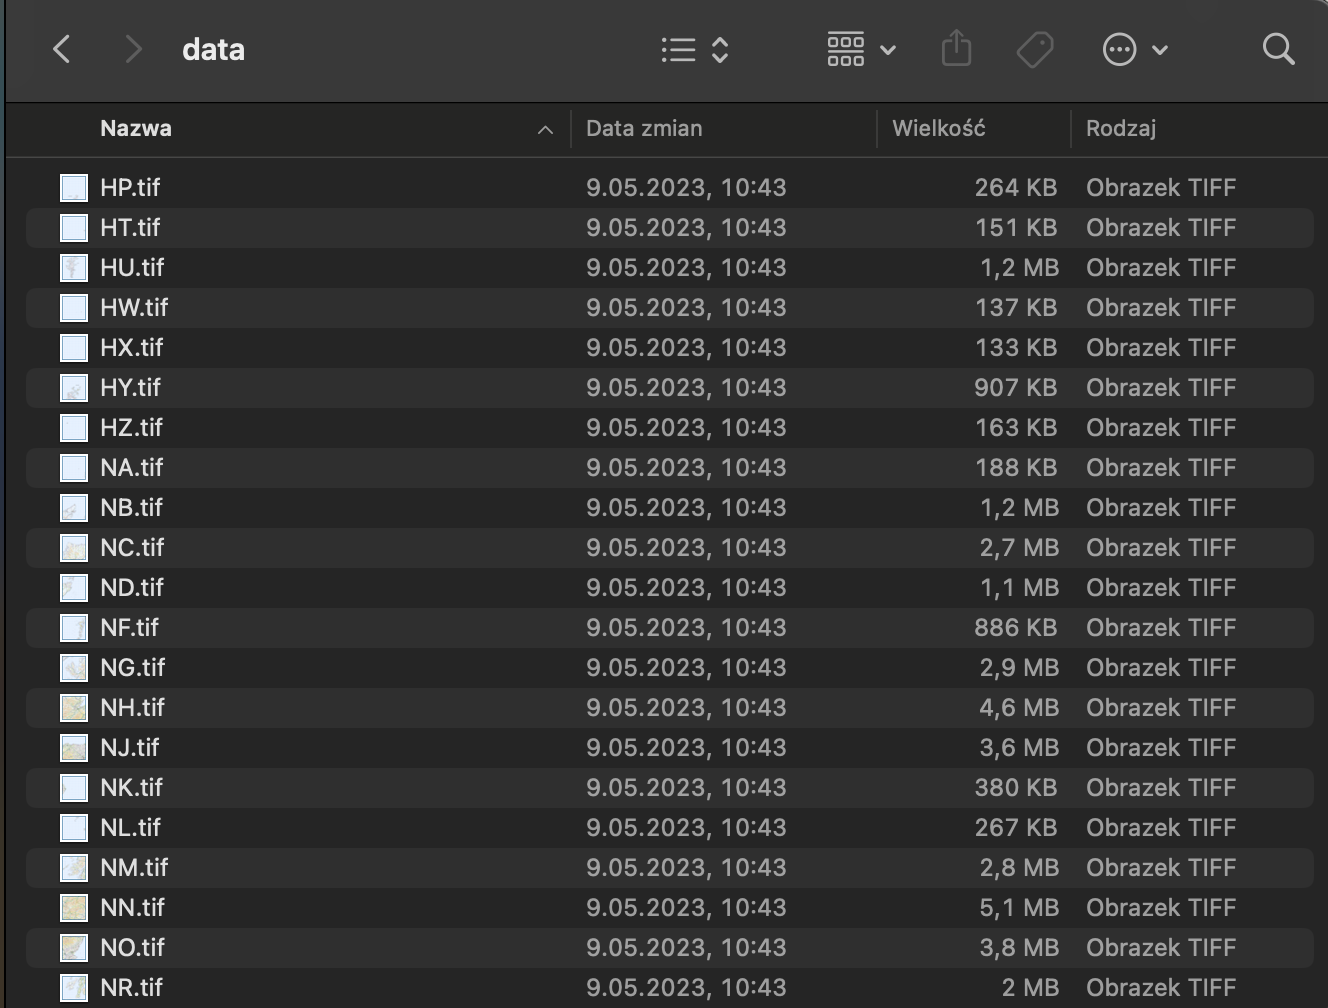 data
Nazwa Data zmian Wielkość Rodzaj
HP.tif 9.05.2023, 10:43 264 KB Obrazek TIFF
HT.tif 9.05.2023, 10:43 151 KB Obrazek TIFF
HU.tif 9.05.2023, 10:43 1,2 MB Obrazek TIFF
HW.tif 9.05.2023, 10:43 137 KB Obrazek TIFF
HX.tif 9.05.2023, 10:43 133 KB Obrazek TIFF
HY.tif 9.05.2023, 10:43 907 KB Obrazek TIFF
HZ.tif 9.05.2023, 10:43 163 KB Obrazek TIFF
NA.tif 9.05.2023, 10:43 188 KB Obrazek TIFF
NB.tif 9.05.2023, 10:43 1,2 MB Obrazek TIFF
NC.tif 9.05.2023, 10:43 2,7 MB Obrazek TIFF
ND.tif 9.05.2023, 10:43 1,1 MB Obrazek TIFF
NF.tif 9.05.2023, 10:43 886 KB Obrazek TIFF
NG.tif 9.05.2023, 10:43 2,9 MB Obrazek TIFF
NH.tif 9.05.2023, 10:43 4,6 MB Obrazek TIFF
NJ.tif 9.05.2023, 10:43 3,6 MB Obrazek TIFF
NK.tif 9.05.2023, 10:43 380 KB Obrazek TIFF
NL.tif 9.05.2023, 10:43 267 KB Obrazek TIFF
NM.tif 9.05.2023, 10:43 2,8 MB Obrazek TIFF
NN.tif 9.05.2023, 10:43 5,1 MB Obrazek TIFF
NO.tif 9.05.2023, 10:43 3,8 MB Obrazek TIFF
NR.tif 9.05.2023, 10:43 2 MB Obrazek TIFF